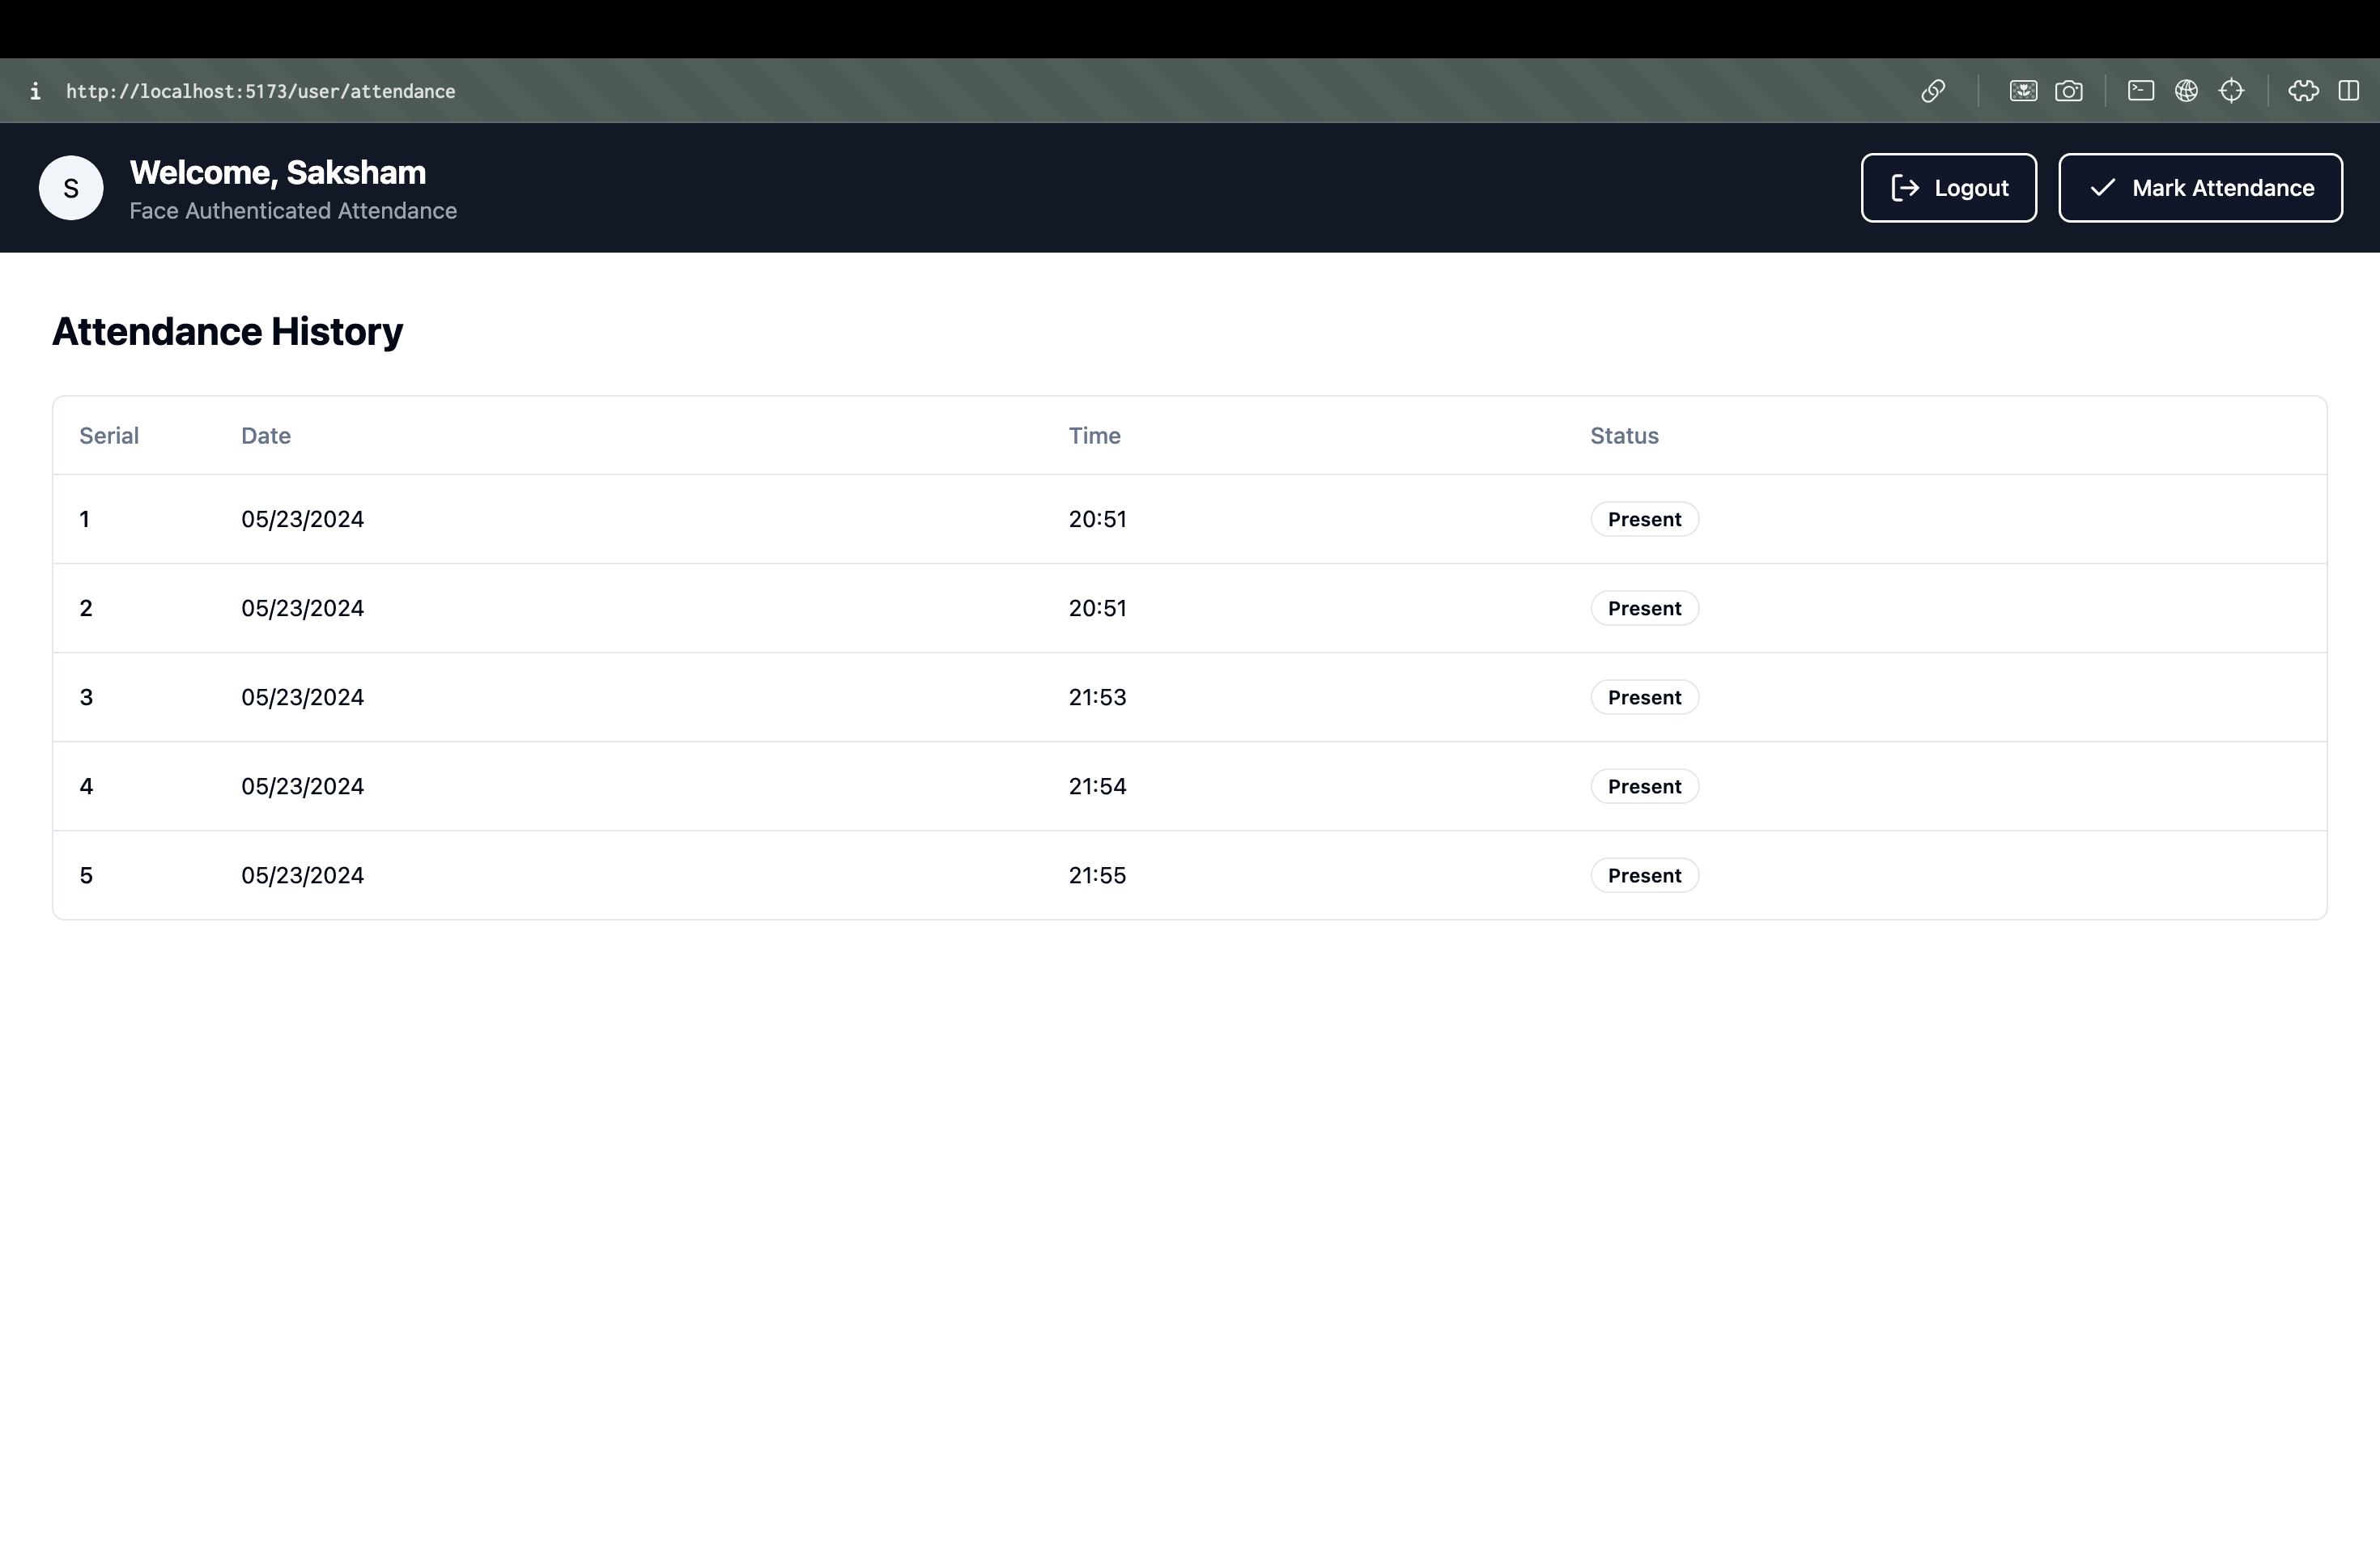 http://localhost:5173/user/attendance
S
Welcome, Saksham
Face Authenticated Attendance
Logout
Mark Attendance
Attendance History
Serial Date Time Status
1 05/23/2024 20:51 Present
2 05/23/2024 20:51 Present
3 05/23/2024 21:53 Present
4 05/23/2024 21:54 Present
5 05/23/2024 21:55 Present